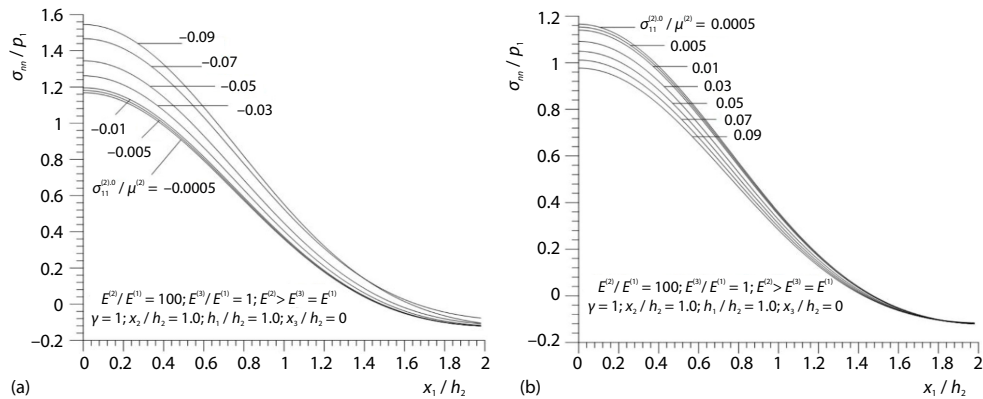 1.6
1.4
1.2
1
0.8
0.6
0.4
0.2
0
−0.2
σₙₙ / p₁
−0.09
−0.07
−0.05
−0.03
−0.01
−0.005
σ₁₁⁽²⁾·⁰ / μ⁽²⁾ = −0.0005
E⁽²⁾/ E⁽¹⁾ = 100; E⁽³⁾/ E⁽¹⁾ = 1; E⁽²⁾> E⁽³⁾ = E⁽¹⁾
γ = 1; x₂ / h₂ = 1.0; h₁ / h₂ = 1.0; x₃ / h₂ = 0
0 0.2 0.4 0.6 0.8 1 1.2 1.4 1.6 1.8 2
(a) x₁ / h₂
1.2
1
0.8
0.6
0.4
0.2
0
−0.2
σₙₙ / p₁
σ₁₁⁽²⁾·⁰ / μ⁽²⁾ = 0.0005
0.005
0.01
0.03
0.05
0.07
0.09
E⁽²⁾/ E⁽¹⁾ = 100; E⁽³⁾/ E⁽¹⁾ = 1; E⁽²⁾> E⁽³⁾ = E⁽¹⁾
γ = 1; x₂ / h₂ = 1.0; h₁ / h₂ = 1.0; x₃ / h₂ = 0
0 0.2 0.4 0.6 0.8 1 1.2 1.4 1.6 1.8 2
(b) x₁ / h₂